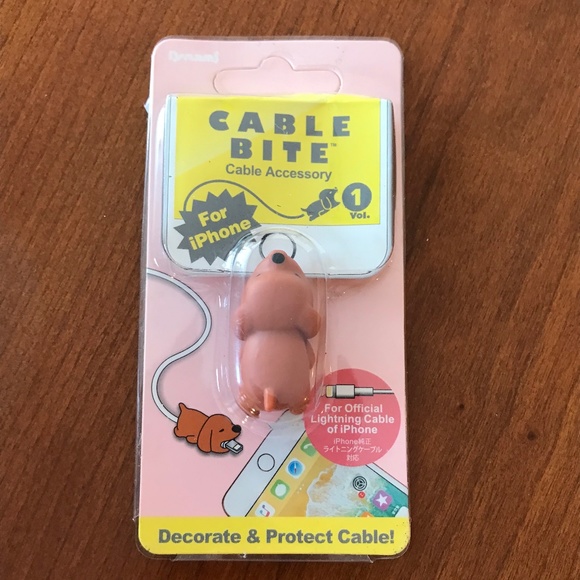 CABLE
BITE™
Cable Accessory
For
iPhone
1
Vol.
For Official
Lightning Cable
of iPhone
iPhone純正
ライトニングケーブル
対応
Decorate & Protect Cable!